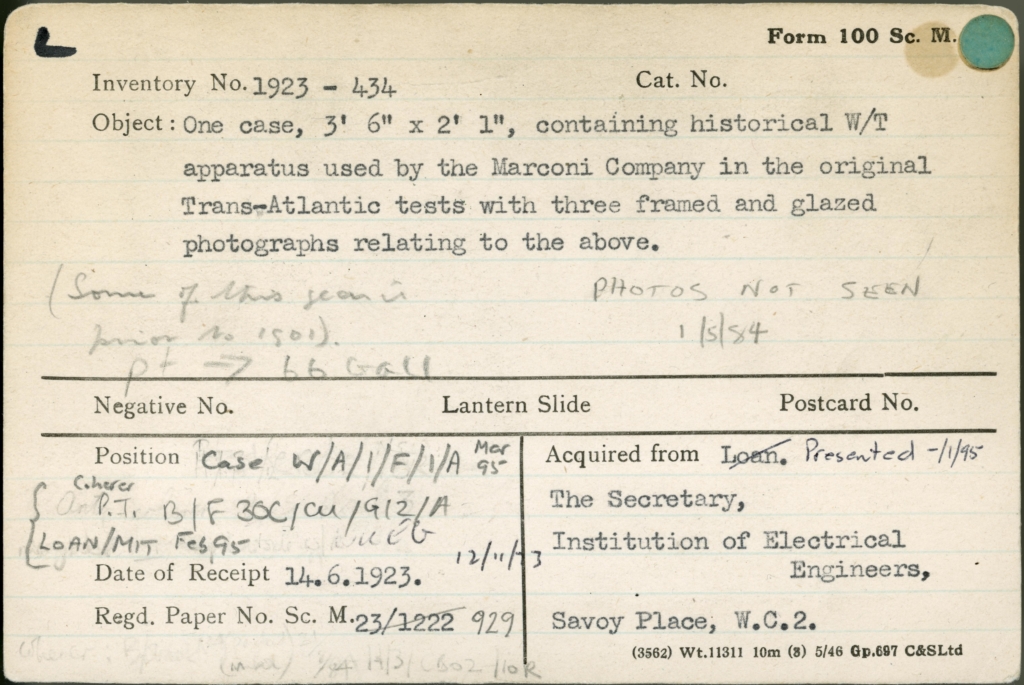 Form 100 Sc. M.
Inventory No. 1923 - 434 Cat. No.
Object: One case, 3' 6" x 2' 1", containing historical W/T
apparatus used by the Marconi Company in the original
Trans-Atlantic tests with three framed and glazed
photographs relating to the above.
(Some of this gear is PHOTOS NOT SEEN
prior to 1901). 1/5/84
pt → 66 Gall
Negative No. Lantern Slide Postcard No.
Position Case W/A/1/F/1/A Mar 95
Coherer
P.T. B/F 30C/CU/G12/A
LOAN/MIT Feb 95
12/11/73
Date of Receipt 14.6.1923.
Regd. Paper No. Sc. M. 23/1222 929
Acquired from Loan. Presented -/1/95
The Secretary,
Institution of Electrical
Engineers,
Savoy Place, W.C.2.
(3562) Wt.11311 10m (8) 5/46 Gp.697 C&SLtd